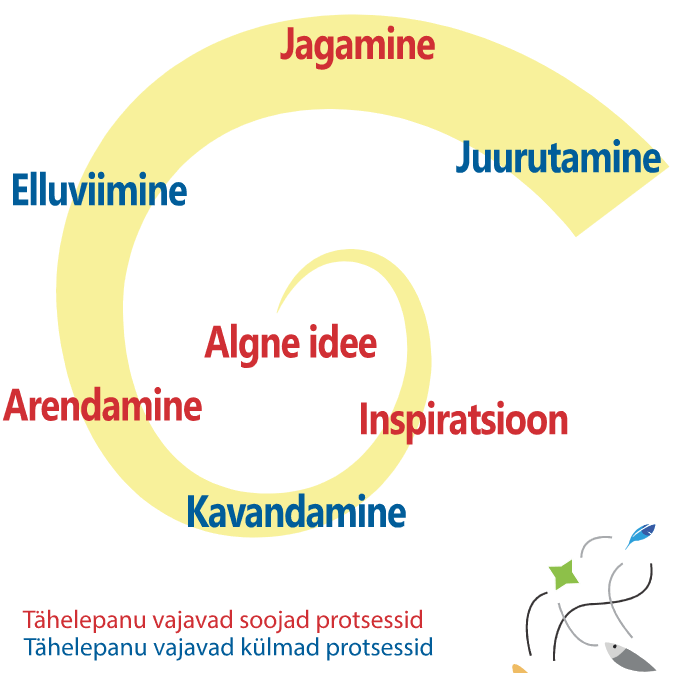 Jagamine
Juurutamine
Elluviimine
Algne idee
Arendamine
Inspiratsioon
Kavandamine
Tähelepanu vajavad soojad protsessid
Tähelepanu vajavad külmad protsessid